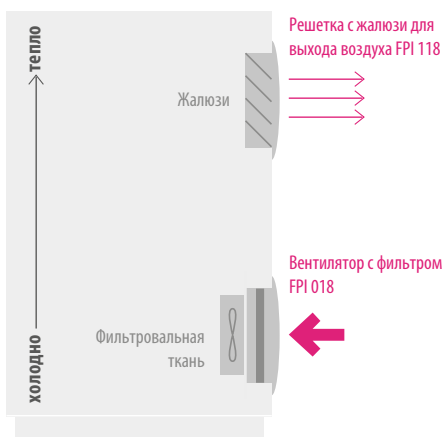 Решетка с жалюзи для
выхода воздуха FPI 118
тепло
Жалюзи
Вентилятор с фильтром
FPI 018
Фильтровальная
ткань
холодно